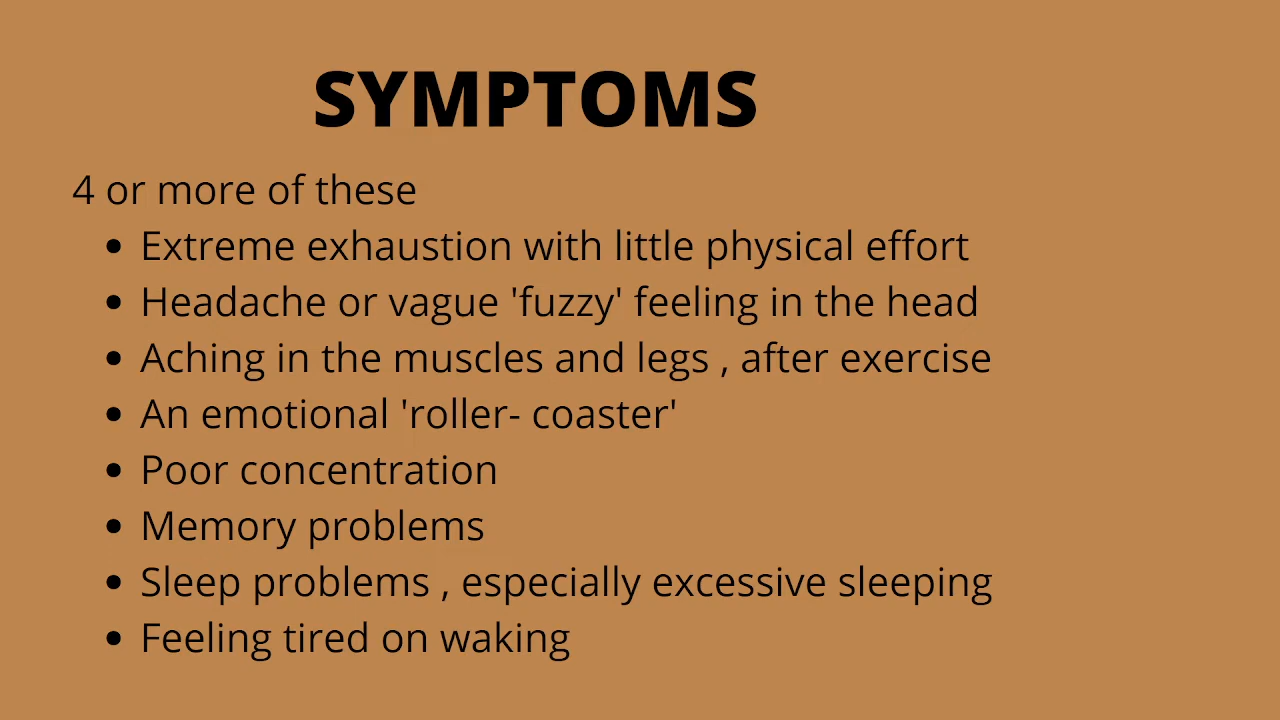 SYMPTOMS
4 or more of these
• Extreme exhaustion with little physical effort
• Headache or vague 'fuzzy' feeling in the head
• Aching in the muscles and legs , after exercise
• An emotional 'roller- coaster'
• Poor concentration
• Memory problems
• Sleep problems , especially excessive sleeping
• Feeling tired on waking